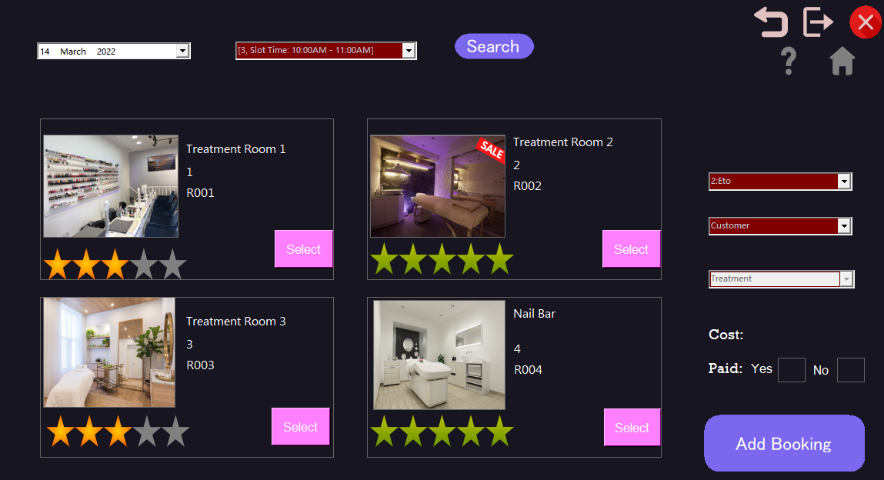 14 March 2022
[3, Slot Time: 10:00AM - 11:00AM]
Search
?
Treatment Room 1
1
R001
Select
Treatment Room 2
2
R002
SALE
Select
2:Eto
Customer
Treatment
Treatment Room 3
3
R003
Select
Nail Bar
4
R004
Select
Cost:
Paid: Yes No
Add Booking